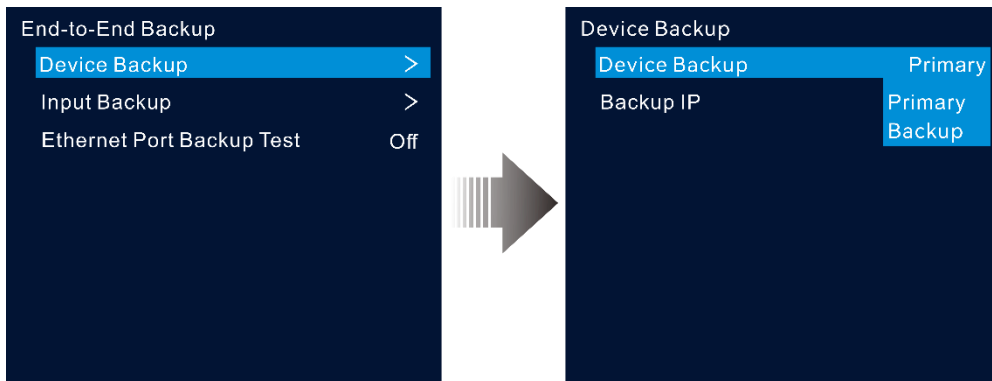 End-to-End Backup
Device Backup >
Input Backup >
Ethernet Port Backup Test Off
Device Backup
Device Backup Primary
Backup IP Primary
Backup